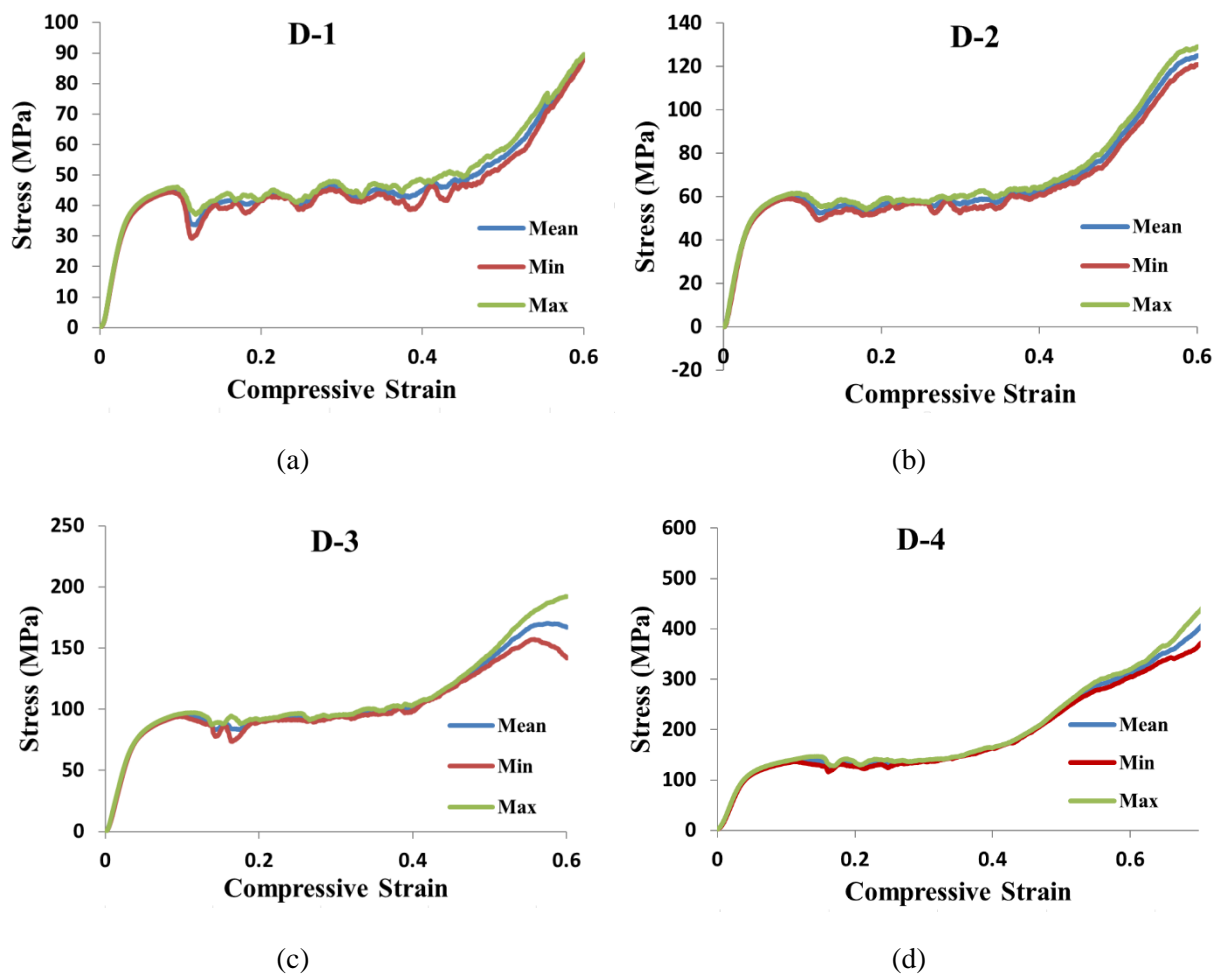 D-1
Stress (MPa)
100
90
80
70
60
50
40
30
20
10
0
0 0.2 0.4 0.6
Compressive Strain
Mean
Min
Max
(a)
D-2
Stress (MPa)
140
120
100
80
60
40
20
0
-20
0 0.2 0.4 0.6
Compressive Strain
Mean
Min
Max
(b)
D-3
Stress (MPa)
250
200
150
100
50
0
0 0.2 0.4 0.6
Compressive Strain
Mean
Min
Max
(c)
D-4
Stress (MPa)
600
500
400
300
200
100
0
0 0.2 0.4 0.6
Compressive Strain
Mean
Min
Max
(d)